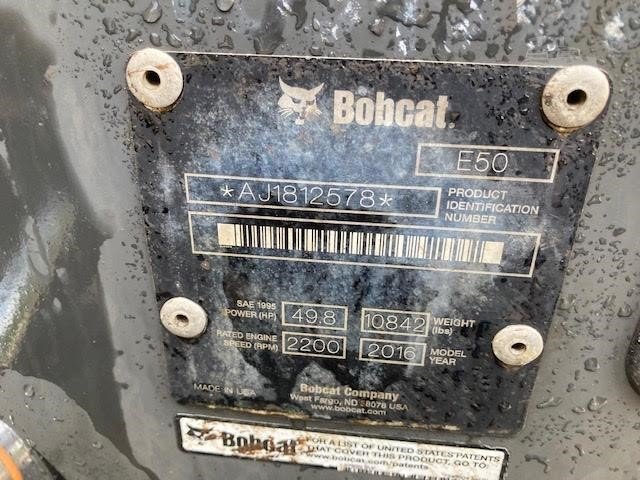 Bobcat.
E50
*AJ1812578*
PRODUCT
IDENTIFICATION
NUMBER
SAE 1995
POWER (HP)
49.8
10842
WEIGHT
(lbs)
RATED ENGINE
SPEED (RPM)
2200
2016
MODEL
YEAR
MADE IN USA
Bobcat Company
West Fargo, ND 58078 USA
www.bobcat.com
Bobcat
FOR A LIST OF UNITED STATES PATENTS
THAT COVER THIS PRODUCT, GO TO:
www.bobcat.com/patents